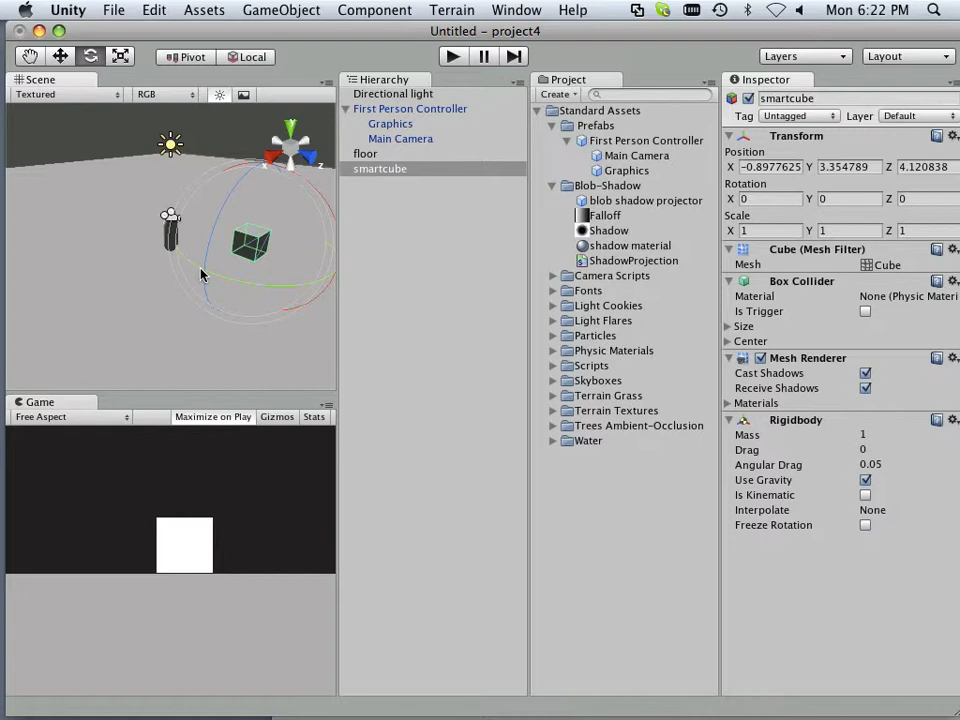 Unity File Edit Assets GameObject Component Terrain Window Help Mon 6:22 PM
Untitled - project4
Pivot Local Layers Layout
Scene
Textured RGB
x z
Game
Free Aspect Maximize on Play Gizmos Stats
Hierarchy
Directional light
First Person Controller
Graphics
Main Camera
floor
smartcube
Project
Create
Standard Assets
Prefabs
First Person Controller
Main Camera
Graphics
Blob-Shadow
blob shadow projector
Falloff
Shadow
shadow material
ShadowProjection
Camera Scripts
Fonts
Light Cookies
Light Flares
Particles
Physic Materials
Scripts
Skyboxes
Terrain Grass
Terrain Textures
Trees Ambient-Occlusion
Water
Inspector
smartcube
Tag Untagged Layer Default
Transform
Position
X -0.8977625 Y 3.354789 Z 4.120838
Rotation
X 0 Y 0 Z 0
Scale
X 1 Y 1 Z 1
Cube (Mesh Filter)
Mesh Cube
Box Collider
Material None (Physic Materi
Is Trigger
Size
Center
Mesh Renderer
Cast Shadows
Receive Shadows
Materials
Rigidbody
Mass 1
Drag 0
Angular Drag 0.05
Use Gravity
Is Kinematic
Interpolate None
Freeze Rotation